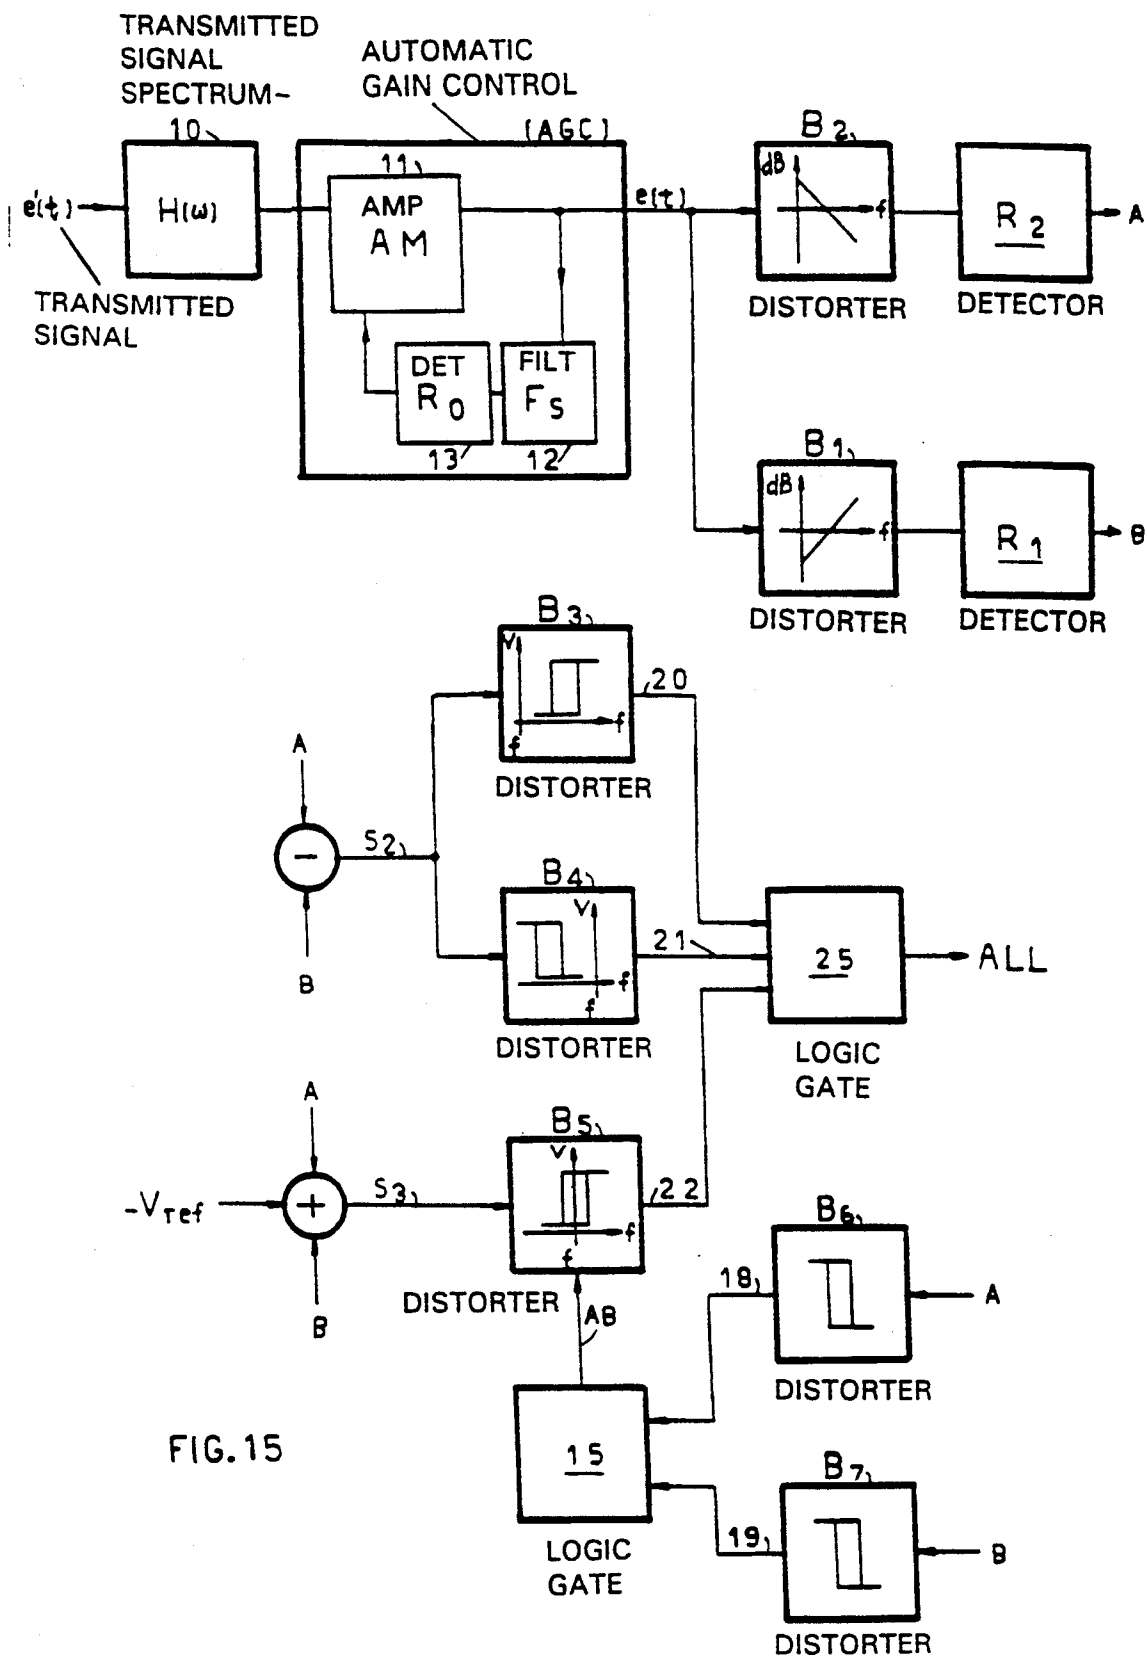 TRANSMITTED
SIGNAL
SPECTRUM-
10
AUTOMATIC
GAIN CONTROL
(AGC)
e'(t)
H(ω)
11
AMP
AM
e(t)
TRANSMITTED
SIGNAL
DET
R0
13
FILT
FS
12
B2
dB
f
DISTORTER
R2
DETECTOR
A
B1
dB
f
DISTORTER
R1
DETECTOR
B
B3
V
f
f
DISTORTER
20
A
-
S2
B
B4
V
f
f
DISTORTER
21
25
LOGIC
GATE
ALL
A
-Vref
+
S3
B
B5
V
f
f
DISTORTER
22
AB
B6
18
A
DISTORTER
15
LOGIC
GATE
B7
19
B
DISTORTER
FIG.15